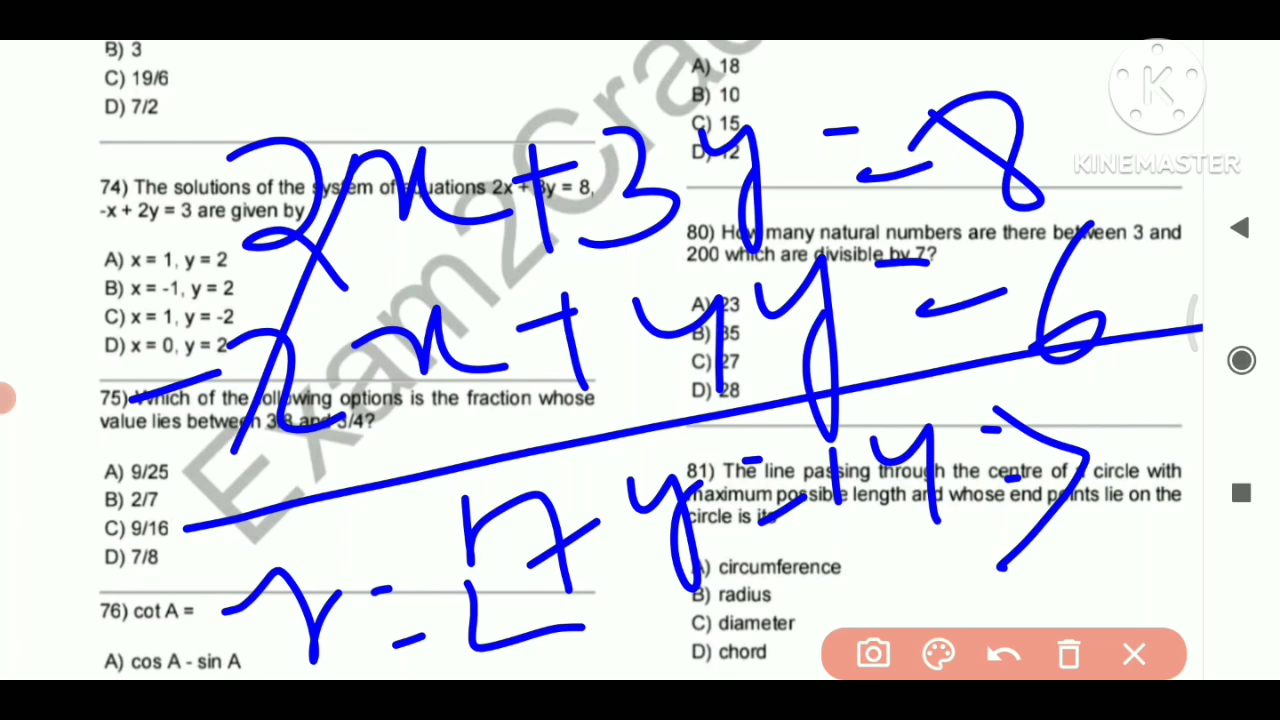 B) 3
C) 19/6
D) 7/2
74) The solutions of the system of equations 2x + 3y = 8,
-x + 2y = 3 are given by
A) x = 1, y = 2
B) x = -1, y = 2
C) x = 1, y = -2
D) x = 0, y = 2
75) Which of the following options is the fraction whose
value lies between 3/8 and 3/4?
A) 9/25
B) 2/7
C) 9/16
D) 7/8
76) cot A =
A) cos A - sin A
A) 18
B) 10
C) 15
D) 12
80) How many natural numbers are there between 3 and
200 which are divisible by 7?
A) 23
B) 35
C) 27
D) 28
81) The line passing through the centre of a circle with
maximum possible length and whose end points lie on the
circle is its
A) circumference
B) radius
C) diameter
D) chord
2x + 3y = 8
-2x + 4y = 6
7y = 14 =>
Exam2Crac
K
KINEMASTER